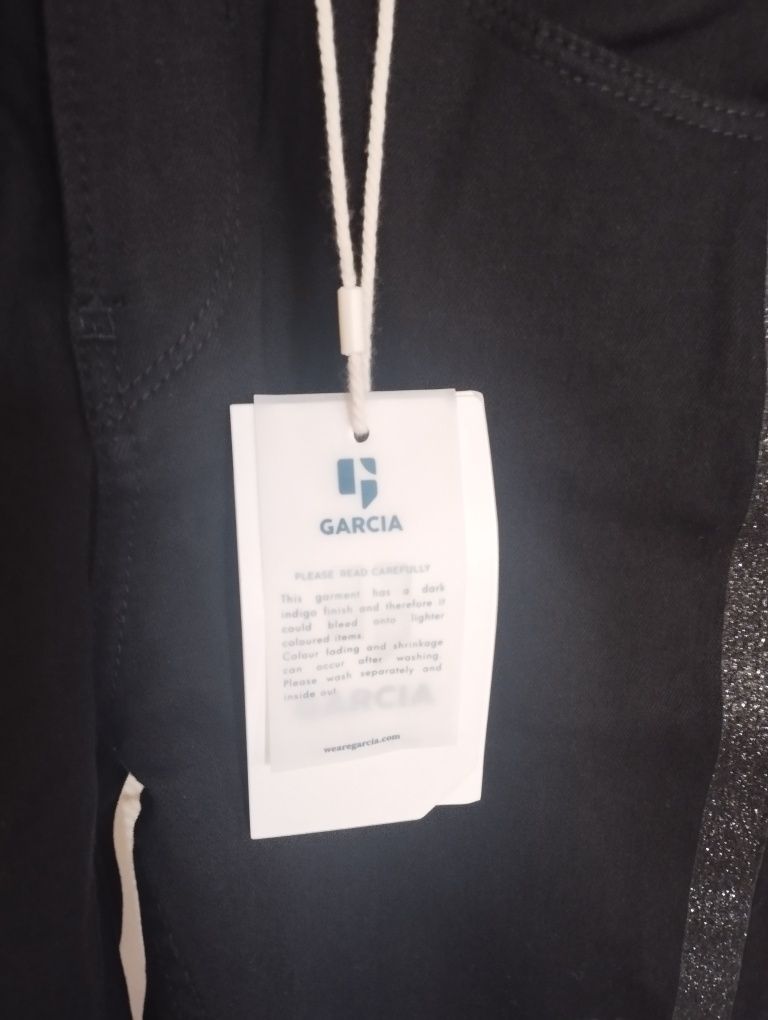 GARCIA
PLEASE READ CAREFULLY
This garment has a dark
indigo finish and therefore it
could bleed onto lighter
coloured items.
Colour fading and shrinkage
can occur after washing.
Please wash separately and
inside out
GARCIA
wearegarcia.com